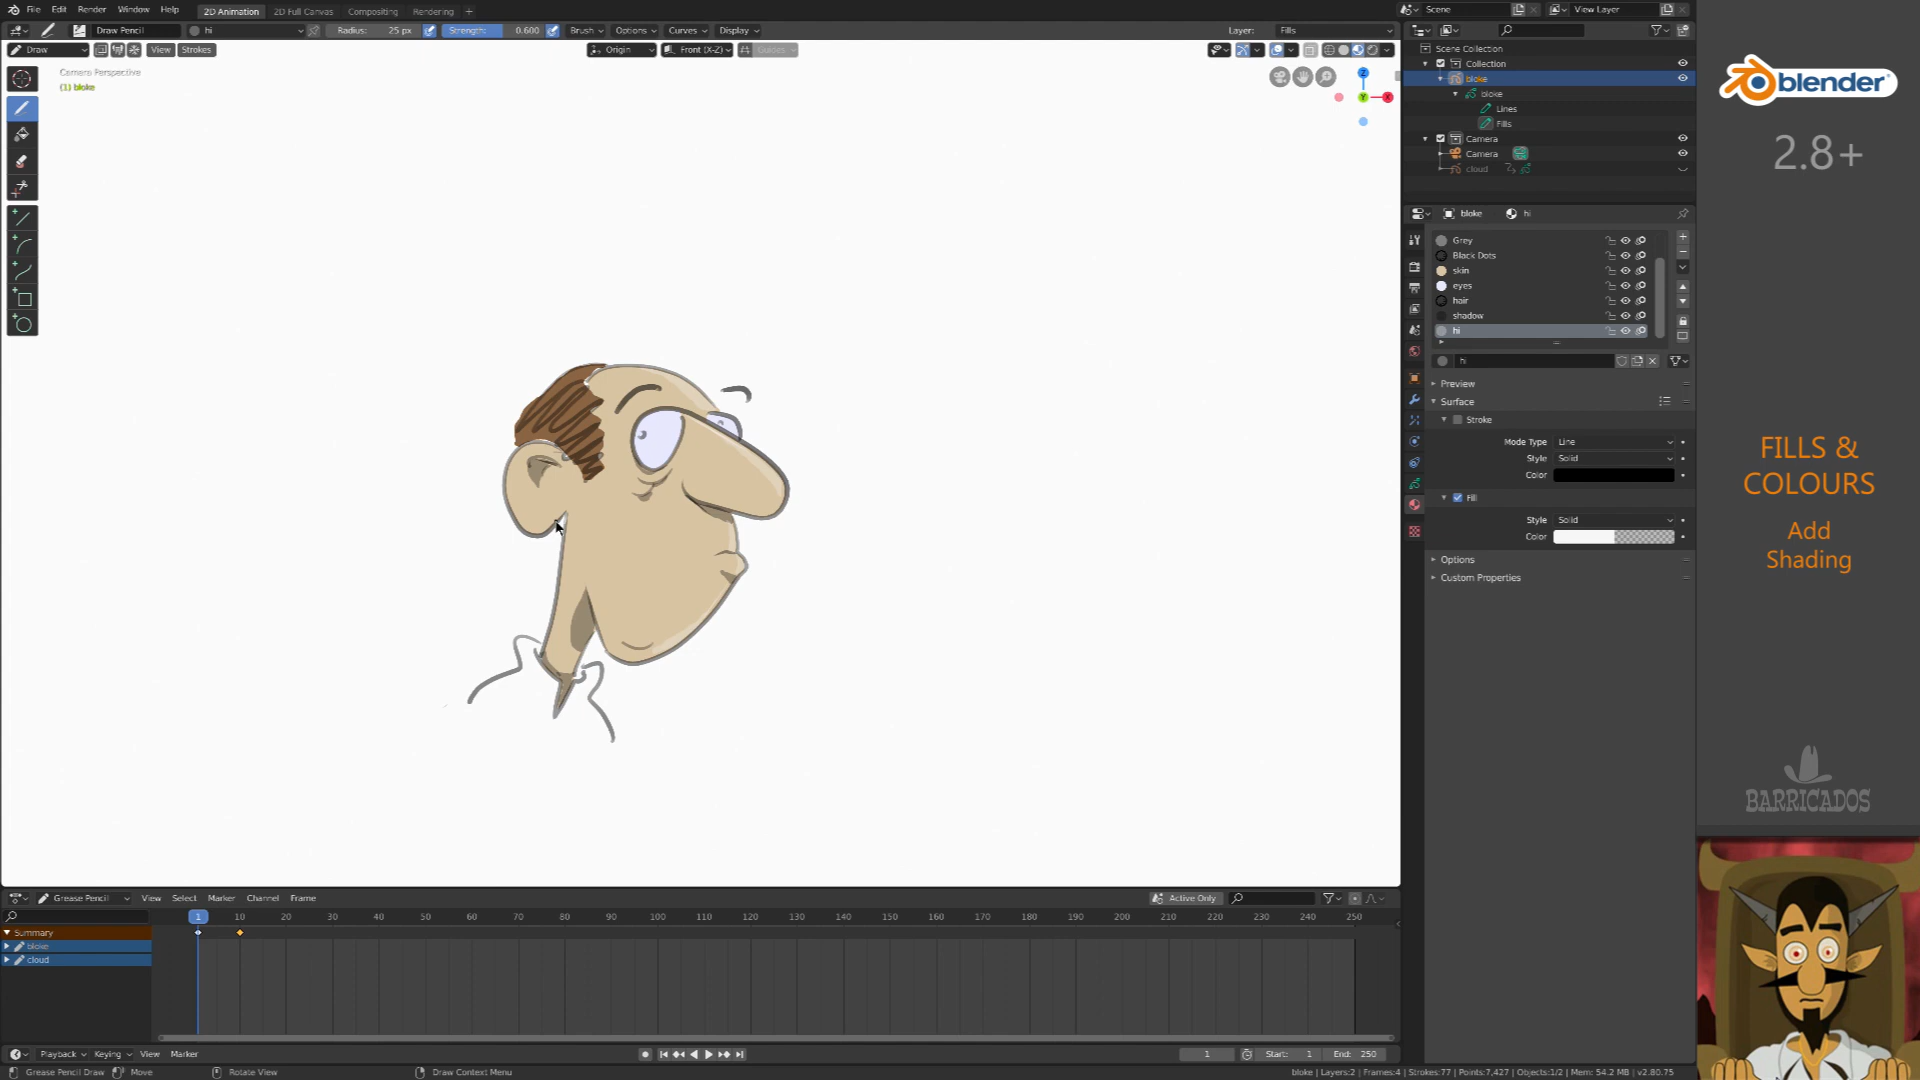 File Edit Render Window Help 2D Animation 2D Full Canvas Compositing Rendering + Scene View Layer
Draw Pencil hi Radius: 25 px Strength: 0.600 Brush Options Curves Display Layer: Fills
Draw View Strokes Origin Front (X-Z) Guides
Camera Perspective
(1) bloke
Z
Y
X
Scene Collection
Collection
bloke
bloke
Lines
Fills
Camera
Camera
cloud
bloke hi
Grey
Black Dots
skin
eyes
hair
shadow
hi
hi
Preview
Surface
Stroke
Mode Type Line
Style Solid
Color
Fill
Style Solid
Color
Options
Custom Properties
blender
2.8+
FILLS &
COLOURS
Add
Shading
BARRICADOS
Grease Pencil View Select Marker Channel Frame Active Only
1 10 20 30 40 50 60 70 80 90 100 110 120 130 140 150 160 170 180 190 200 210 220 230 240 250
Summary
bloke
cloud
Playback Keying View Marker 1 Start: 1 End: 250
Grease Pencil Draw Move Rotate View Draw Context Menu bloke | Layers:2 | Frames:4 | Strokes:77 | Points:7,427 | Objects:1/2 | Mem: 54.2 MB | v2.80.75